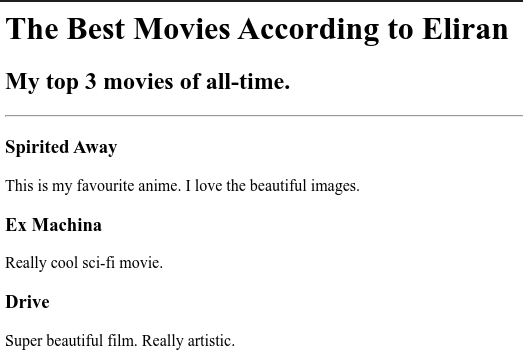 The Best Movies According to Eliran
My top 3 movies of all-time.
Spirited Away
This is my favourite anime. I love the beautiful images.
Ex Machina
Really cool sci-fi movie.
Drive
Super beautiful film. Really artistic.